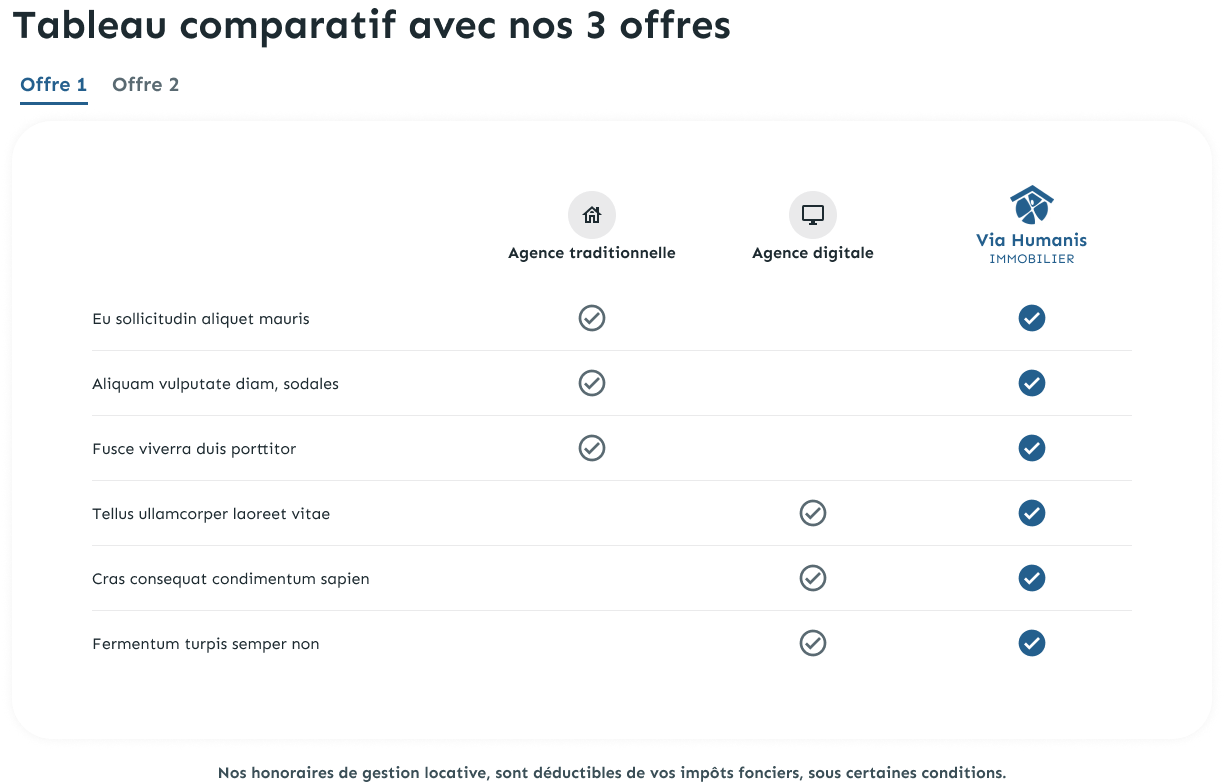 Tableau comparatif avec nos 3 offres
Offre 1 Offre 2
Agence traditionnelle Agence digitale Via Humanis
IMMOBILIER
Eu sollicitudin aliquet mauris
Aliquam vulputate diam, sodales
Fusce viverra duis porttitor
Tellus ullamcorper laoreet vitae
Cras consequat condimentum sapien
Fermentum turpis semper non
Nos honoraires de gestion locative, sont déductibles de vos impôts fonciers, sous certaines conditions.